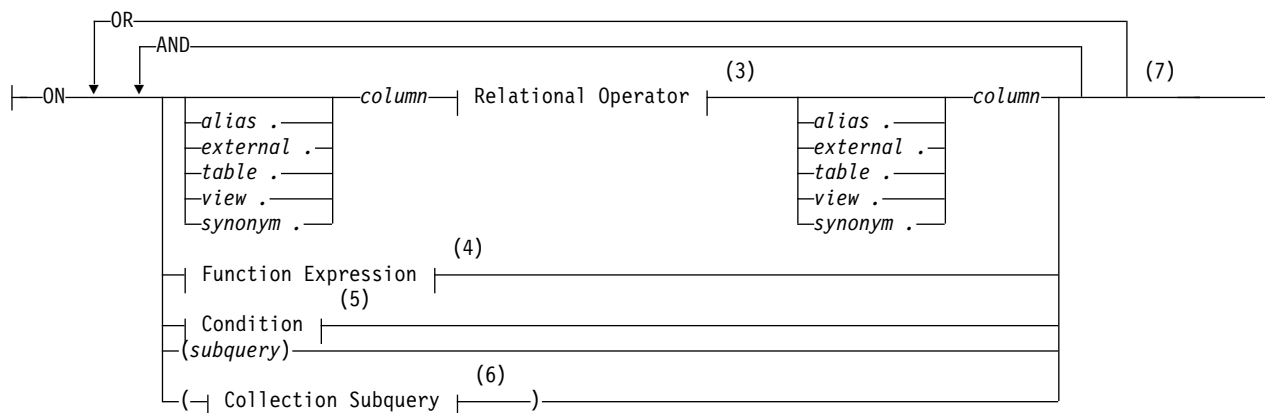 OR
AND
(3) (7)
ON column Relational Operator column
alias . alias .
external . external .
table . table .
view . view .
synonym . synonym .
(4)
Function Expression
(5)
Condition
(subquery)
(6)
( Collection Subquery )